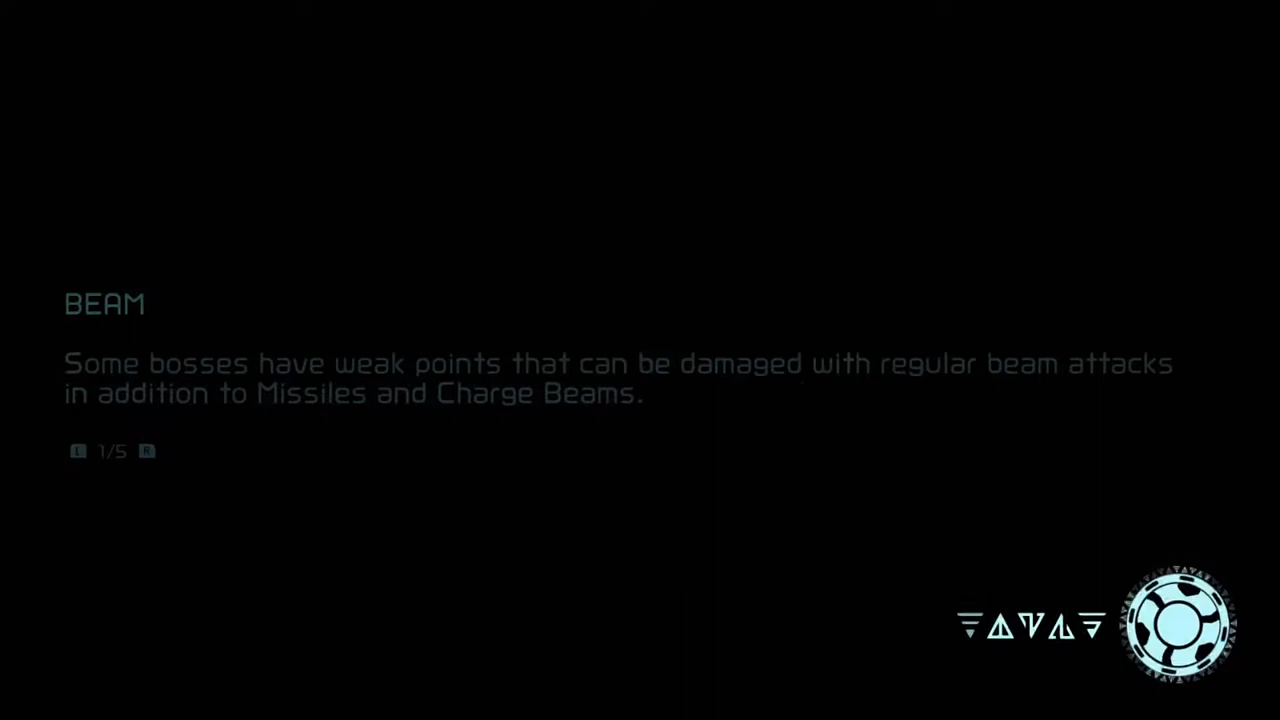 BEAM
Some bosses have weak points that can be damaged with regular beam attacks
in addition to Missiles and Charge Beams.
L 1/5 R